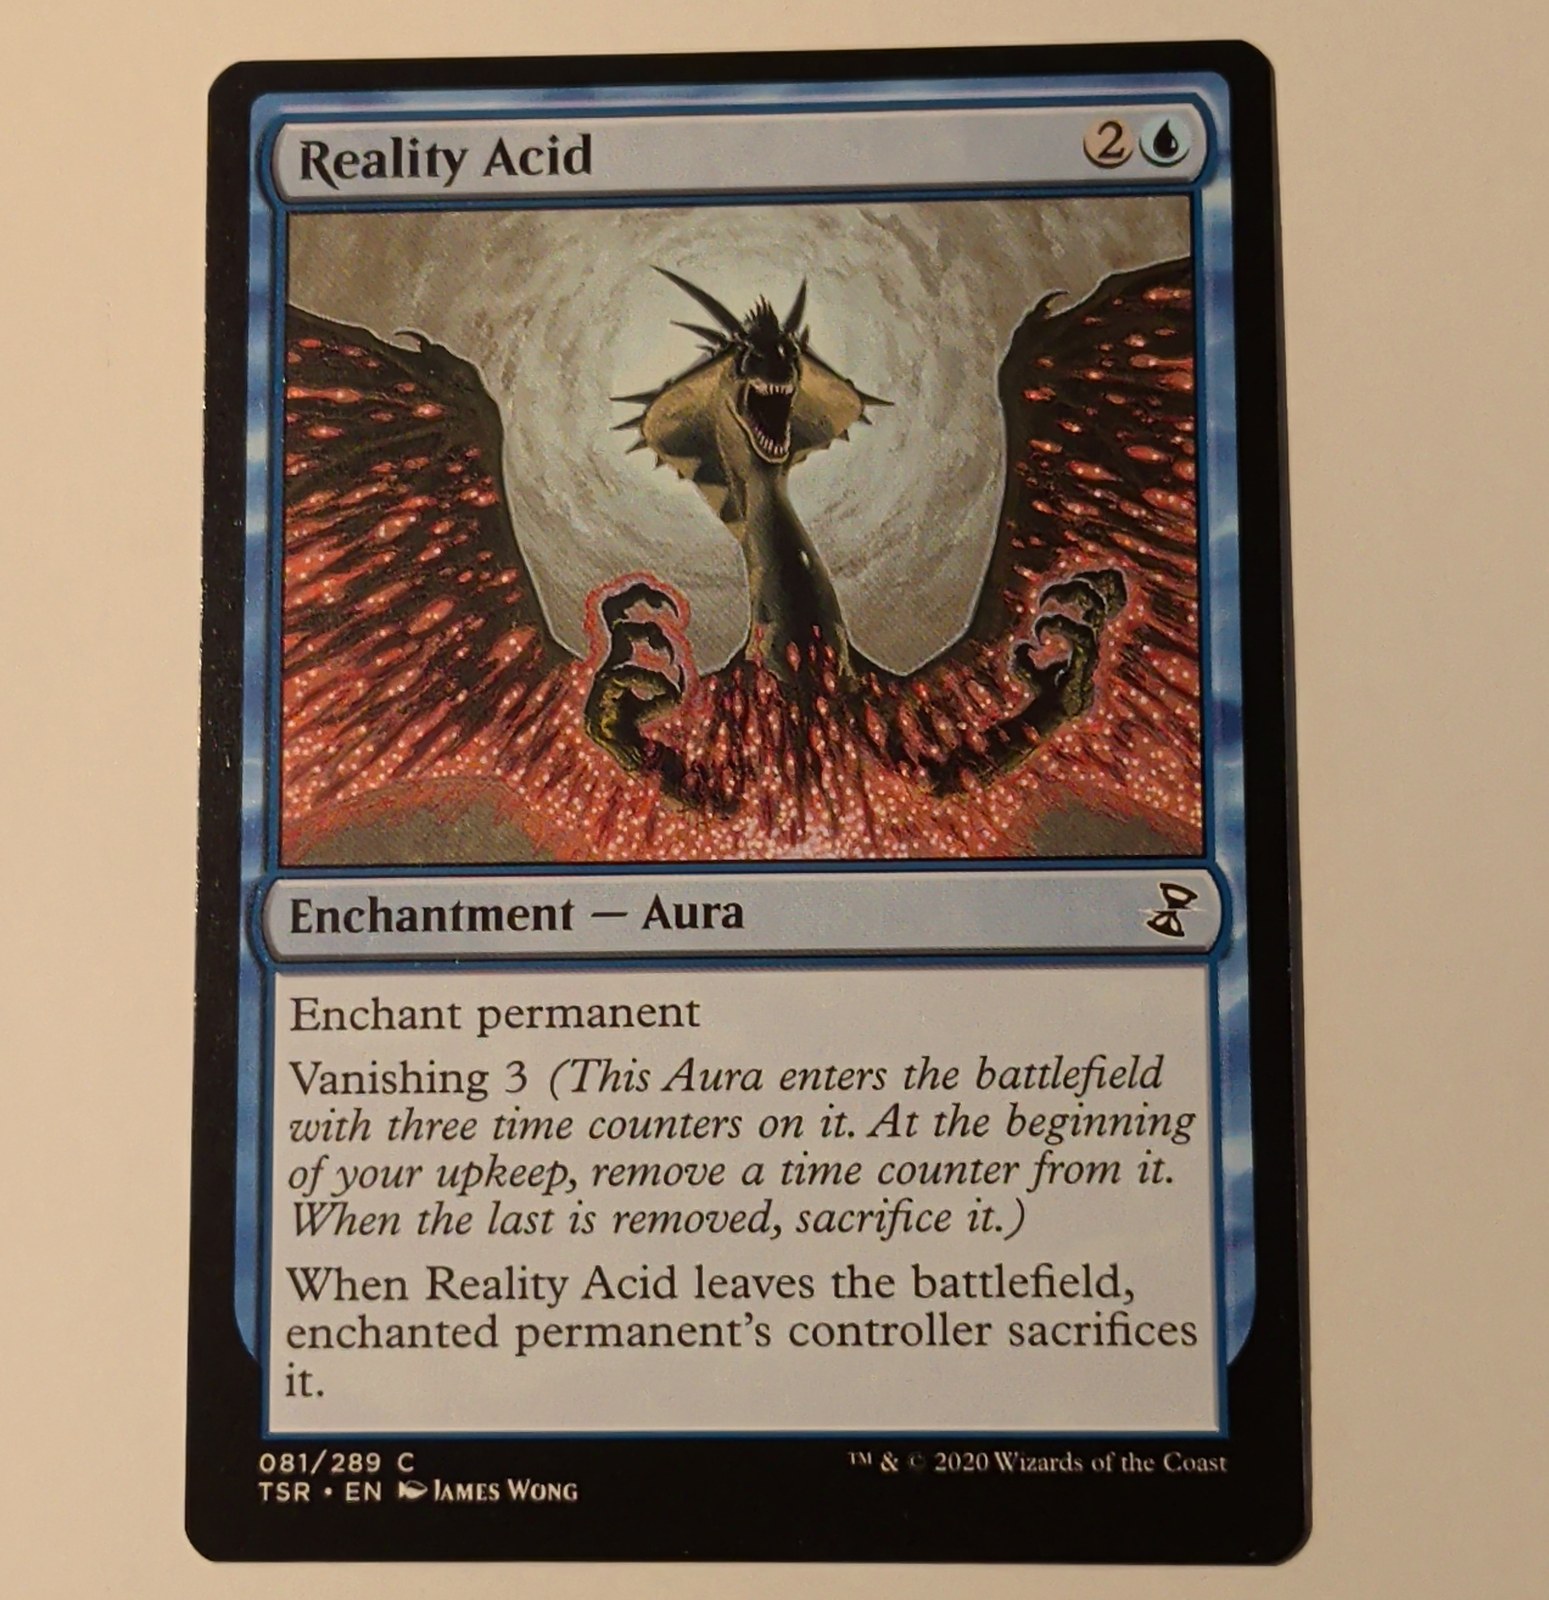 Reality Acid 2
Enchantment — Aura
Enchant permanent
Vanishing 3 (This Aura enters the battlefield
with three time counters on it. At the beginning
of your upkeep, remove a time counter from it.
When the last is removed, sacrifice it.)
When Reality Acid leaves the battlefield,
enchanted permanent's controller sacrifices
it.
081/289 C
TSR • EN James Wong
™ & © 2020 Wizards of the Coast